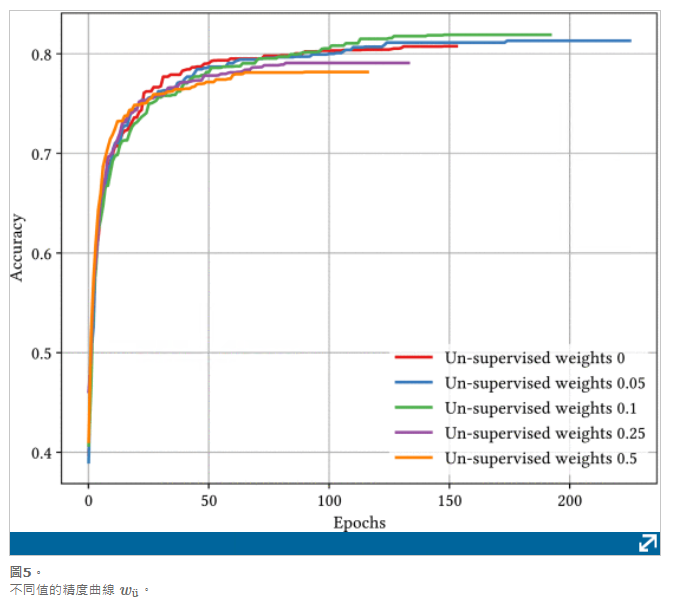 0.8
0.7
0.6
0.5
0.4
Accuracy
0
50
100
150
200
Epochs
Un-supervised weights 0
Un-supervised weights 0.05
Un-supervised weights 0.1
Un-supervised weights 0.25
Un-supervised weights 0.5
圖5。
不同值的精度曲線 wü 。